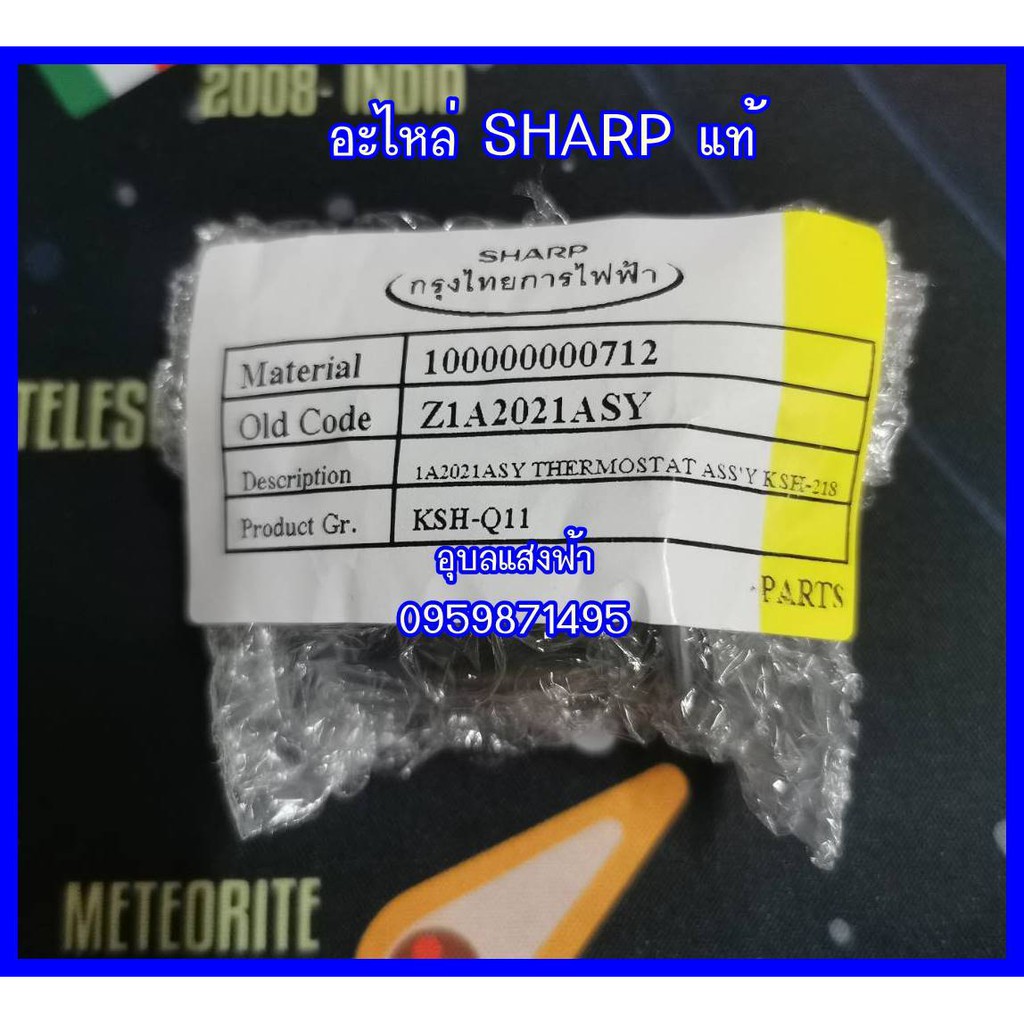 2008- INDIA
อะไหล่ SHARP แท้
SHARP
กรุงไทยการไฟฟ้า
Material 100000000712
TELES
Old Code Z1A2021ASY
Description 1A2021ASY THERMOSTAT ASS'Y KSH-218
Product Gr. KSH-Q11
อุบลแสงฟ้า
PARTS
0959871495
METEORITE